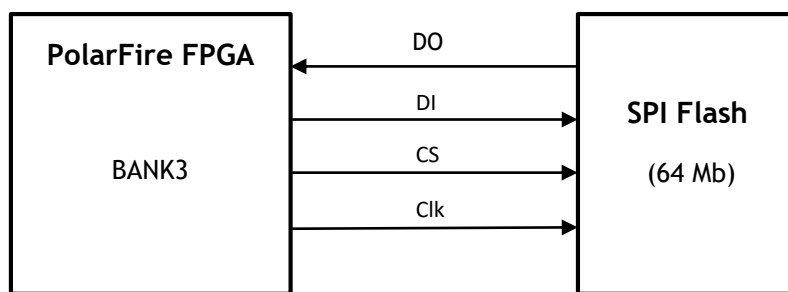 PolarFire FPGA
BANK3
DO
DI
CS
Clk
SPI Flash
(64 Mb)